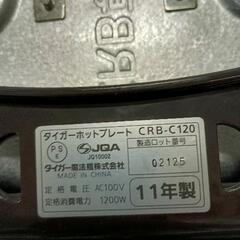 タイガーホットプレート CRB-C120
PS
E
JQA
JQ10002
製造ロット番号
02125
タイガー魔法瓶株式会社
MADE IN CHINA
定格電圧 AC100V
定格消費電力 1200W
11年製